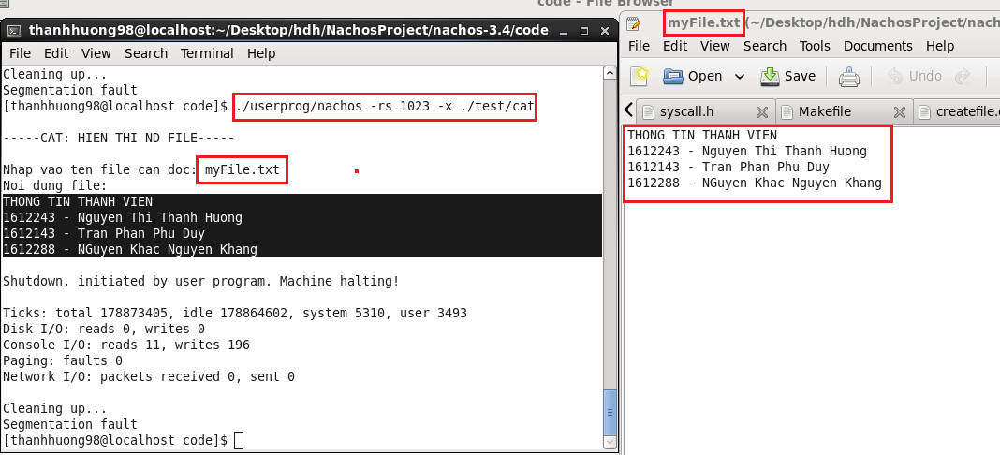 code - File Browser
thanhhuong98@localhost:~/Desktop/hdh/NachosProject/nachos-3.4/code
File Edit View Search Terminal Help
Cleaning up...
Segmentation fault
[thanhhuong98@localhost code]$ ./userprog/nachos -rs 1023 -x ./test/cat
-----CAT: HIEN THI ND FILE-----
Nhap vao ten file can doc: myFile.txt
Noi dung file:
THONG TIN THANH VIEN
1612243 - Nguyen Thi Thanh Huong
1612143 - Tran Phan Phu Duy
1612288 - NGuyen Khac Nguyen Khang
Shutdown, initiated by user program. Machine halting!
Ticks: total 178873405, idle 178864602, system 5310, user 3493
Disk I/O: reads 0, writes 0
Console I/O: reads 11, writes 196
Paging: faults 0
Network I/O: packets received 0, sent 0
Cleaning up...
Segmentation fault
[thanhhuong98@localhost code]$
myFile.txt (~/Desktop/hdh/NachosProject/nach
File Edit View Search Tools Documents Help
Open Save Undo
syscall.h Makefile createfile.c
THONG TIN THANH VIEN
1612243 - Nguyen Thi Thanh Huong
1612143 - Tran Phan Phu Duy
1612288 - NGuyen Khac Nguyen Khang